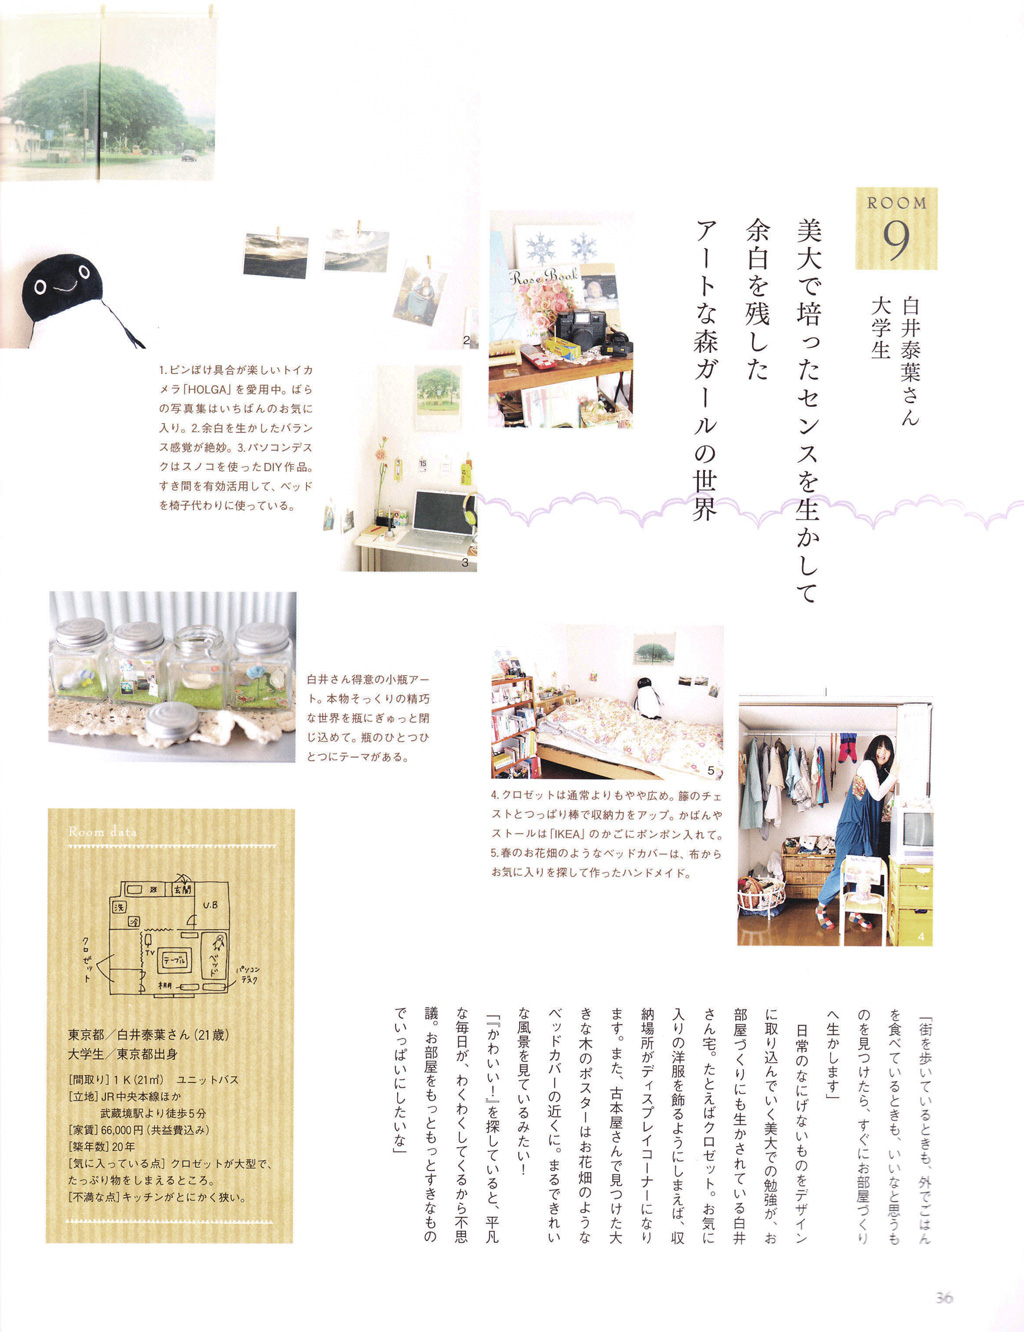 ROOM
9
白井泰葉さん
大学生
美大で培ったセンスを生かして
余白を残した
アートな森ガールの世界
Rose Book
2
1.ピンぼけ具合が楽しいトイカ
メラ「HOLGA」を愛用中。ばら
の写真集はいちばんのお気に
入り。2.余白を生かしたバラン
ス感覚が絶妙。3.パソコンデス
クはスノコを使ったDIY作品。
すき間を有効活用して、ベッド
を椅子代わりに使っている。
15
3
白井さん得意の小瓶アー
ト。本物そっくりの精巧
な世界を瓶にぎゅっと閉
じ込めて。瓶のひとつひ
とつにテーマがある。
5
4.クロゼットは通常よりもやや広め。籐のチェ
ストとつっぱり棒で収納力をアップ。かばんや
ストールは「IKEA」のかごにポンポン入れて。
5.春のお花畑のようなベッドカバーは、布から
お気に入りを探して作ったハンドメイド。
4
Room data
玄関
洗
冷
U.B
クロゼット
TV
テーブル
ベッド
本棚
パソコン
デスク
東京都／白井泰葉さん(21歳)
大学生／東京都出身
[間取り]1K(21㎡)　ユニットバス
[立地]JR中央本線ほか
武蔵境駅より徒歩5分
[家賃]66,000円(共益費込み)
[築年数]20年
[気に入っている点]クロゼットが大型で、
たっぷり物をしまえるところ。
[不満な点]キッチンがとにかく狭い。
「街を歩いているときも、外でごはん
を食べているときも、いいなと思うも
のを見つけたら、すぐにお部屋づくり
へ生かします」
日常のなにげないものをデザイン
に取り込んでいく美大での勉強が、お
部屋づくりにも生かされている白井
さん宅。たとえばクロゼット。お気に
入りの洋服を飾るようにしまえば、収
納場所がディスプレイコーナーになり
ます。また、古本屋さんで見つけた大
きな木のポスターはお花畑のような
ベッドカバーの近くに。まるできれい
な風景を見ているみたい！
「『かわいい！』を探していると、平凡
な毎日が、わくわくしてくるから不思
議。お部屋をもっともっとすきなもの
でいっぱいにしたいな」
36